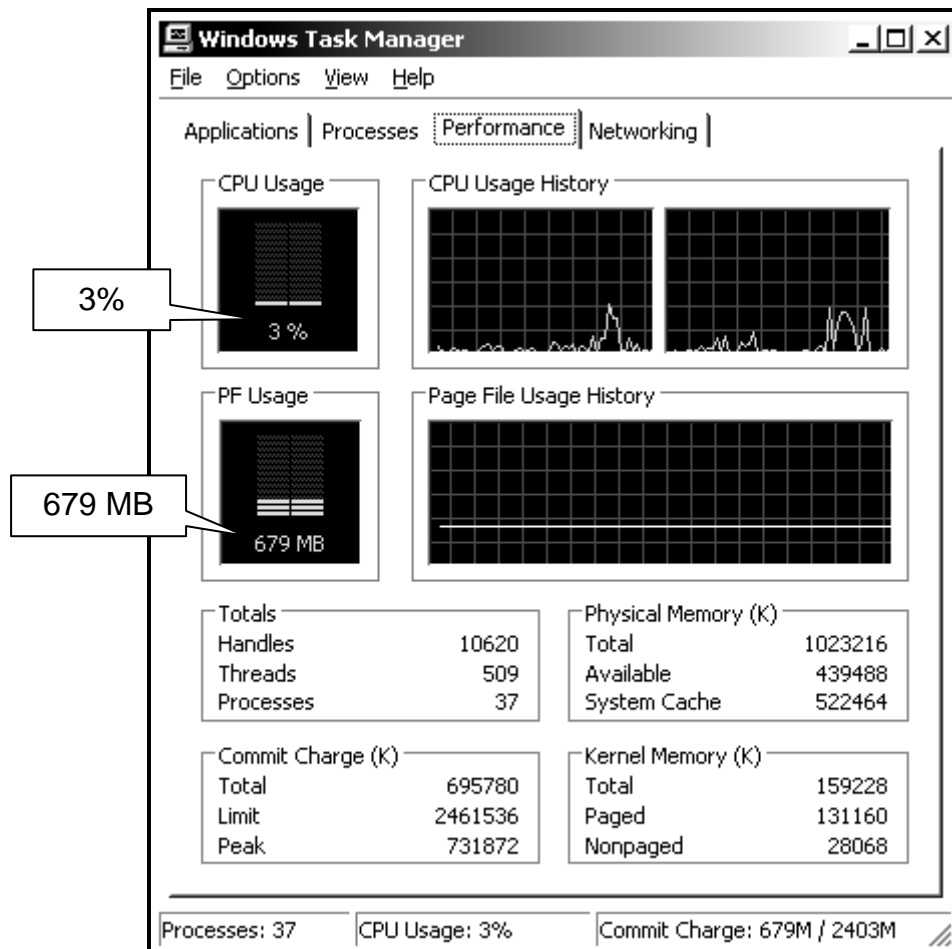 Windows Task Manager
File Options View Help
Applications Processes Performance Networking
CPU Usage CPU Usage History
3%
3 %
PF Usage Page File Usage History
679 MB
679 MB
Totals Physical Memory (K)
Handles 10620 Total 1023216
Threads 509 Available 439488
Processes 37 System Cache 522464
Commit Charge (K) Kernel Memory (K)
Total 695780 Total 159228
Limit 2461536 Paged 131160
Peak 731872 Nonpaged 28068
Processes: 37 CPU Usage: 3% Commit Charge: 679M / 2403M